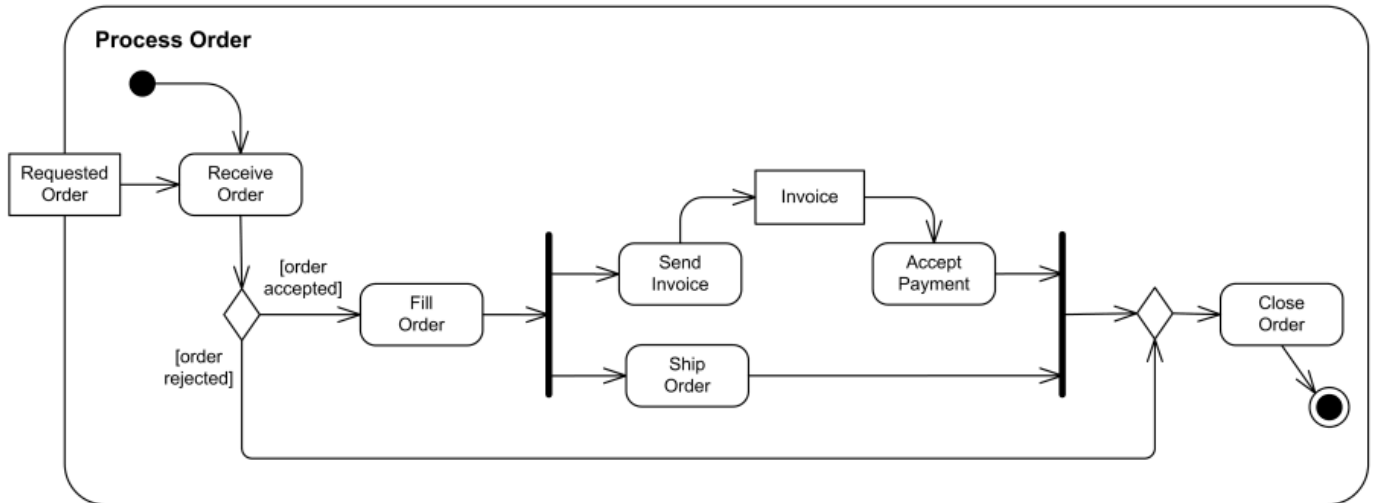 Process Order
Requested
Order
Receive
Order
[order
accepted]
[order
rejected]
Fill
Order
Send
Invoice
Invoice
Accept
Payment
Ship
Order
Close
Order